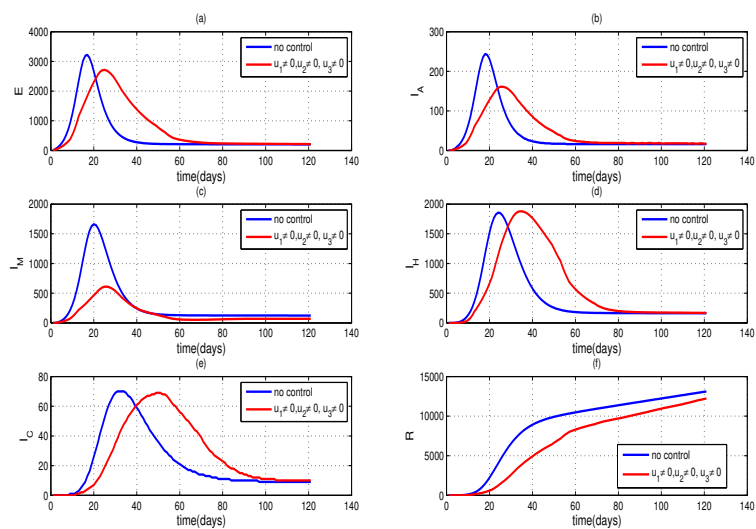 (a)
4000
3000
2000
1000
0
E
no control
u₁≠ 0,u₂≠ 0, u₃≠ 0
0 20 40 60 80 100 120 140
time(days)
(b)
300
200
100
0
I_A
no control
u₁≠ 0,u₂≠ 0, u₃≠ 0
0 20 40 60 80 100 120 140
time(days)
(c)
2000
1500
1000
500
0
I_M
no control
u₁≠ 0,u₂≠ 0, u₃≠ 0
0 20 40 60 80 100 120 140
time(days)
(d)
2000
1500
1000
500
0
I_H
no control
u₁≠ 0,u₂≠ 0, u₃≠ 0
0 20 40 60 80 100 120 140
time(days)
(e)
80
60
40
20
0
I_C
no control
u₁≠ 0,u₂≠ 0, u₃≠ 0
0 20 40 60 80 100 120 140
time(days)
(f)
15000
10000
5000
0
R
no control
u₁≠ 0,u₂≠ 0, u₃≠ 0
0 20 40 60 80 100 120 140
time(days)